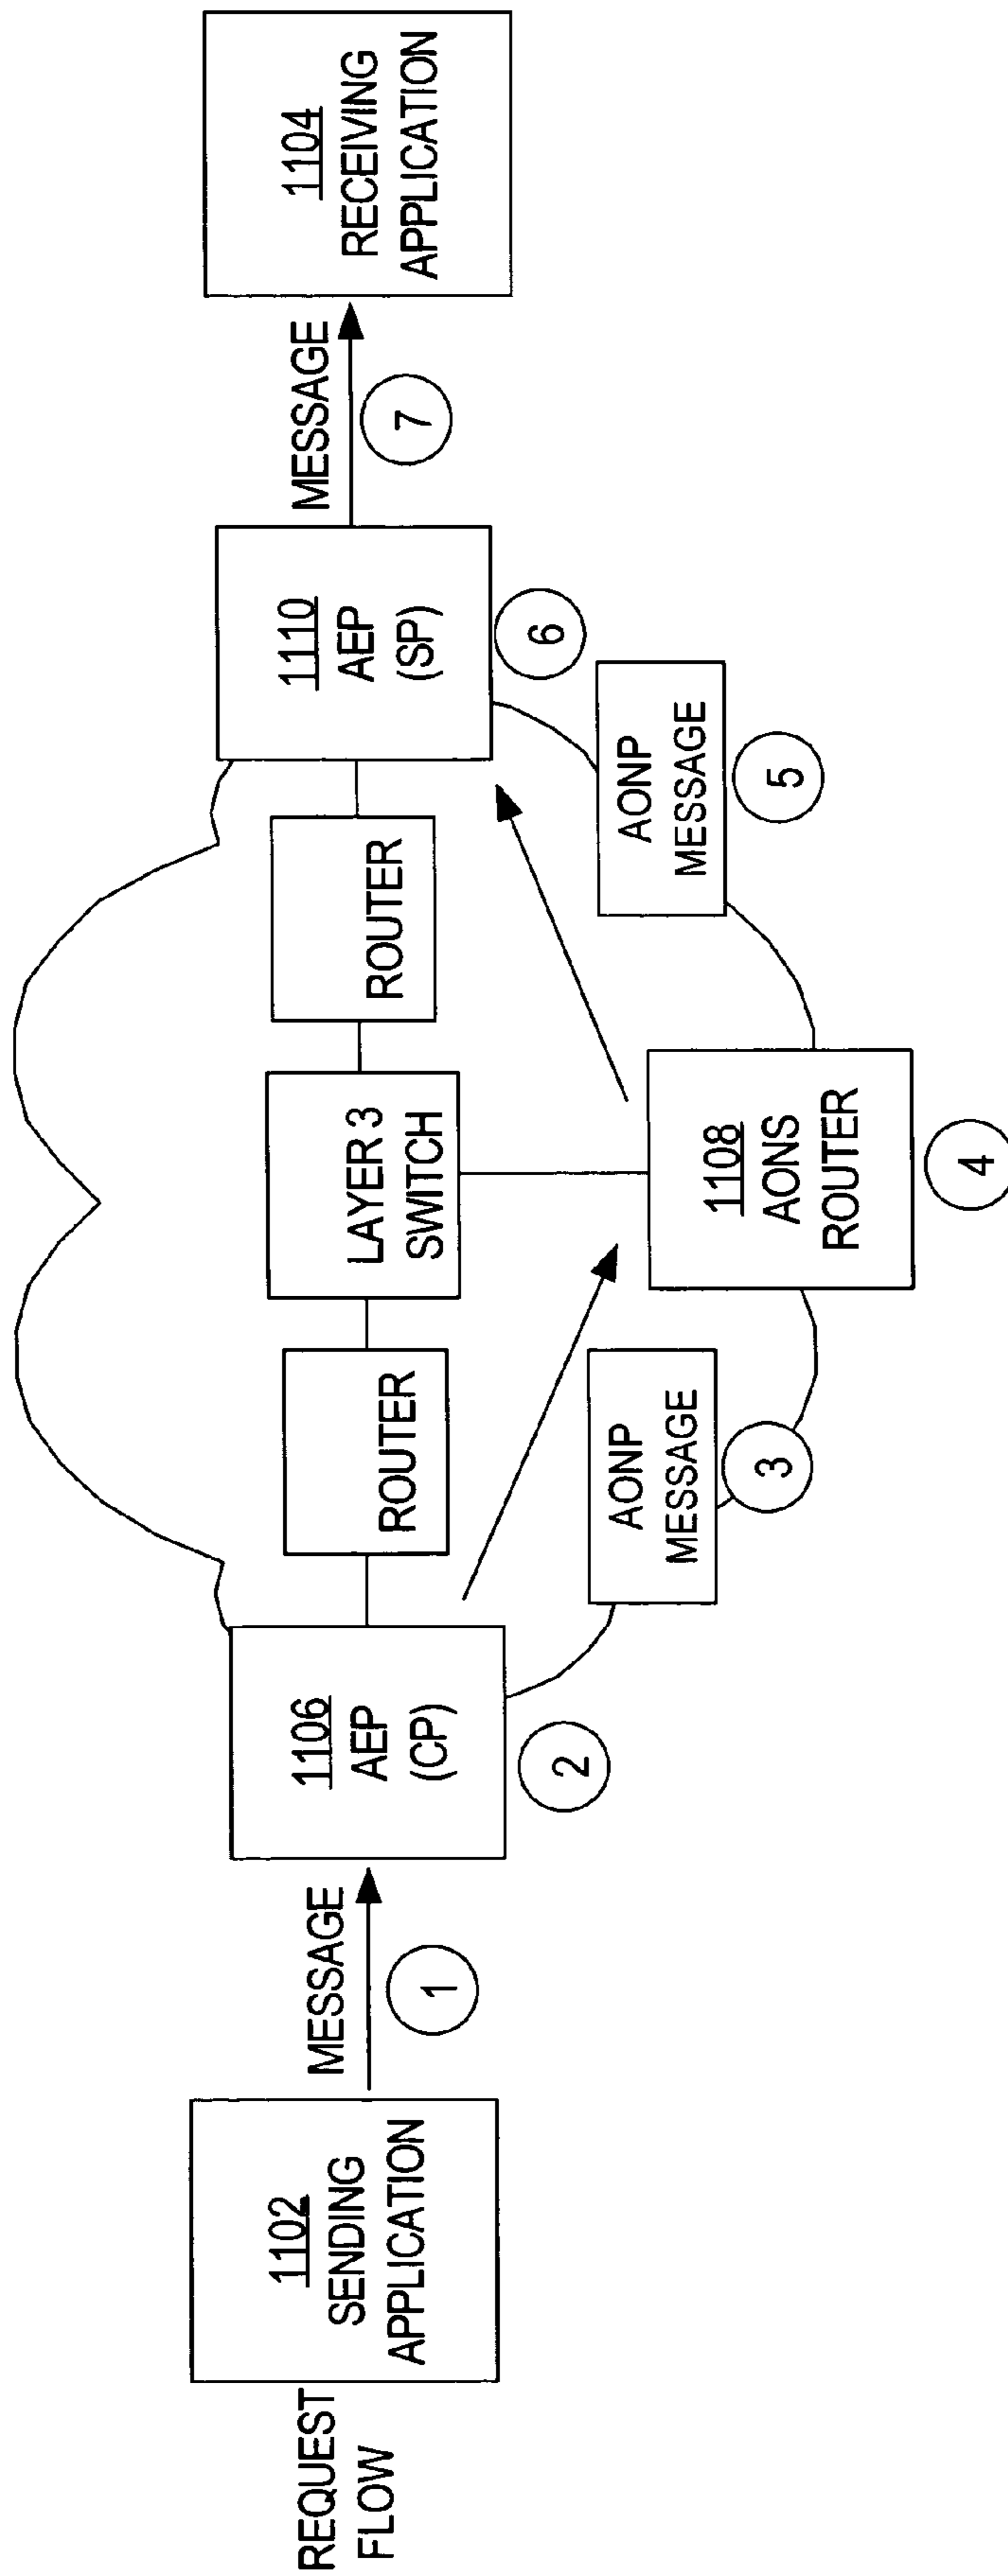 REQUEST
FLOW
1102
SENDING
APPLICATION
MESSAGE
1
1106
AEP
(CP)
2
ROUTER
AONP
MESSAGE
3
LAYER 3
SWITCH
1108
AONS
ROUTER
4
ROUTER
AONP
MESSAGE
5
1110
AEP
(SP)
6
MESSAGE
7
1104
RECEIVING
APPLICATION